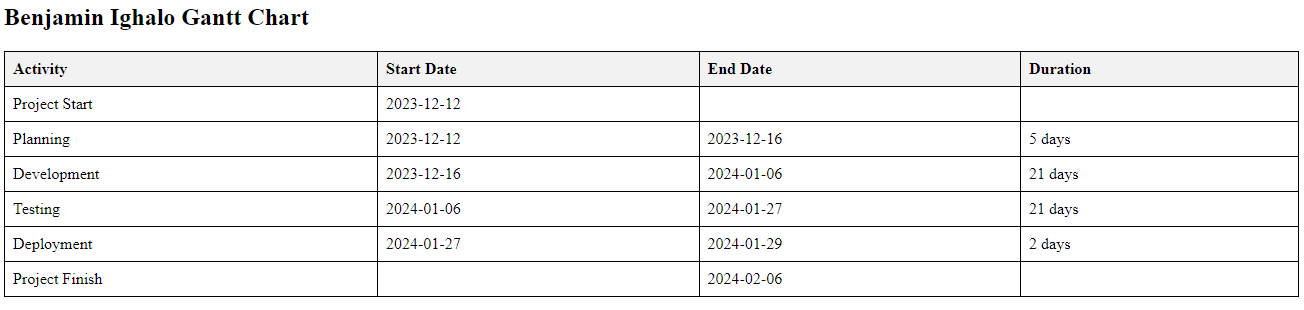 Benjamin Ighalo Gantt Chart
Activity Start Date End Date Duration
Project Start 2023-12-12
Planning 2023-12-12 2023-12-16 5 days
Development 2023-12-16 2024-01-06 21 days
Testing 2024-01-06 2024-01-27 21 days
Deployment 2024-01-27 2024-01-29 2 days
Project Finish 2024-02-06